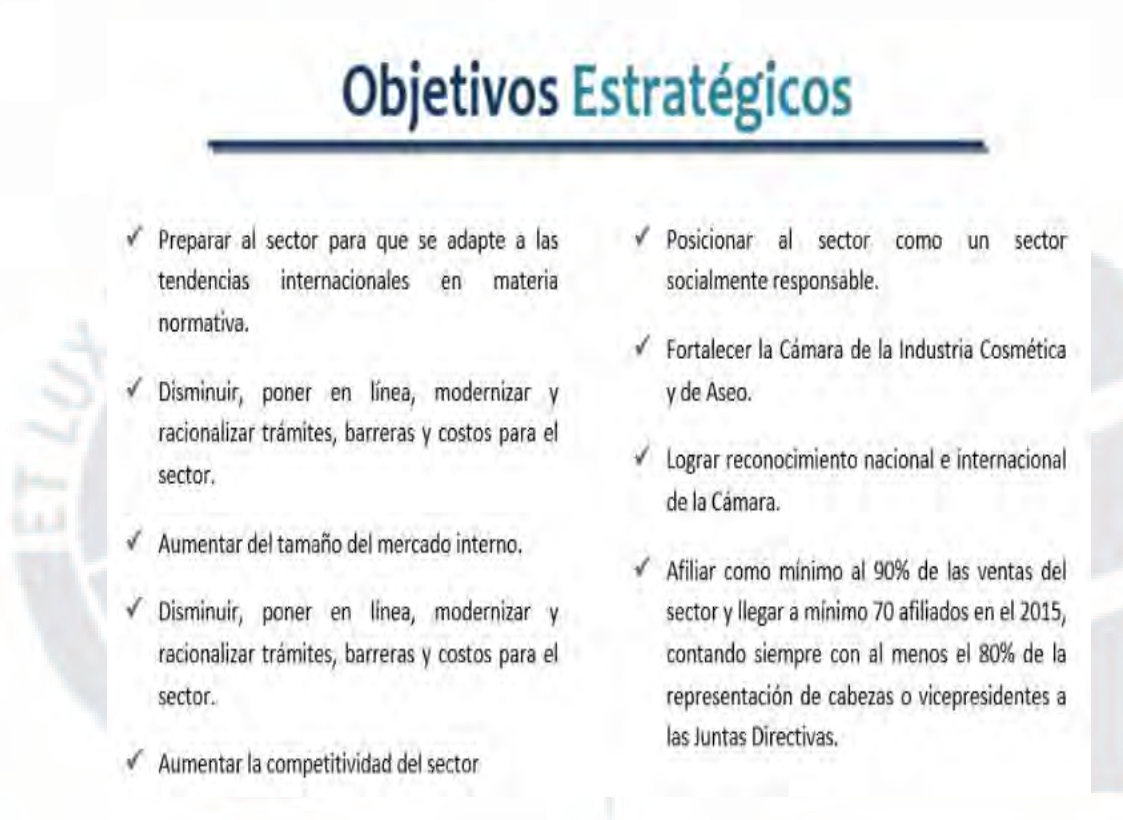 Objetivos Estratégicos
✓ Preparar al sector para que se adapte a las
tendencias internacionales en materia
normativa.
✓ Disminuir, poner en línea, modernizar y
racionalizar trámites, barreras y costos para el
sector.
✓ Aumentar del tamaño del mercado interno.
✓ Disminuir, poner en línea, modernizar y
racionalizar trámites, barreras y costos para el
sector.
✓ Aumentar la competitividad del sector
✓ Posicionar al sector como un sector
socialmente responsable.
✓ Fortalecer la Cámara de la Industria Cosmética
y de Aseo.
✓ Lograr reconocimiento nacional e internacional
de la Cámara.
✓ Afiliar como mínimo al 90% de las ventas del
sector y llegar a mínimo 70 afiliados en el 2015,
contando siempre con al menos el 80% de la
representación de cabezas o vicepresidentes a
las Juntas Directivas.
ET LUX